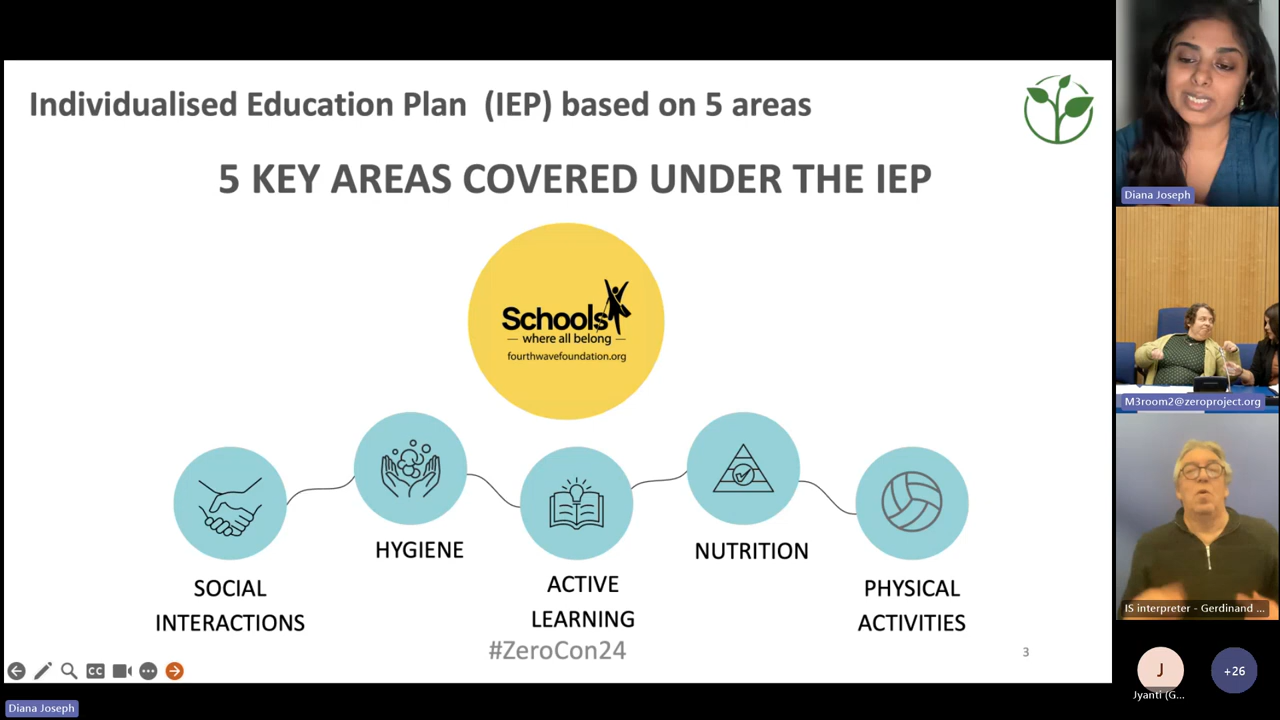 Individualised Education Plan (IEP) based on 5 areas
5 KEY AREAS COVERED UNDER THE IEP
Schools
— where all belong —
fourthwavefoundation.org
SOCIAL
INTERACTIONS
HYGIENE
ACTIVE
LEARNING
NUTRITION
PHYSICAL
ACTIVITIES
#ZeroCon24
3
CC
Diana Joseph
Diana Joseph
M3room2@zeroproject.org
IS interpreter - Gerdinand ...
J
Jyanti (G...
+26